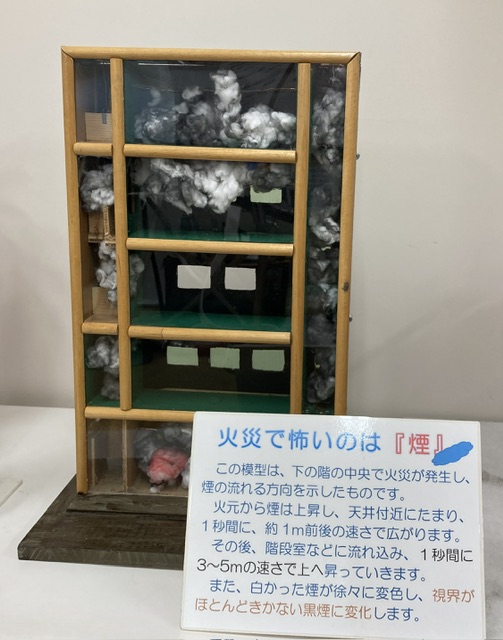 火災で怖いのは『煙』
この模型は、下の階の中央で火災が発生し、
煙の流れる方向を示したものです。
火元から煙は上昇し、天井付近にたまり、
1秒間に、約1m前後の速さで広がります。
その後、階段室などに流れ込み、1秒間に
3～5mの速さで上へ昇っていきます。
また、白かった煙が徐々に変色し、視界が
ほとんどきかない黒煙に変化します。